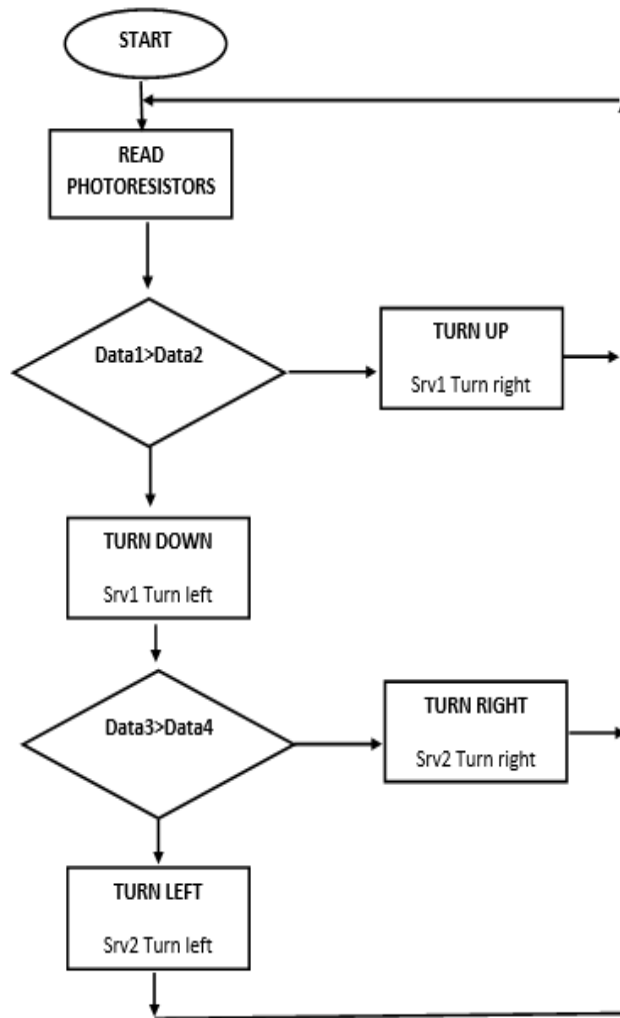 START
READ
PHOTORESISTORS
Data1>Data2
TURN UP
Srv1 Turn right
TURN DOWN
Srv1 Turn left
Data3>Data4
TURN RIGHT
Srv2 Turn right
TURN LEFT
Srv2 Turn left